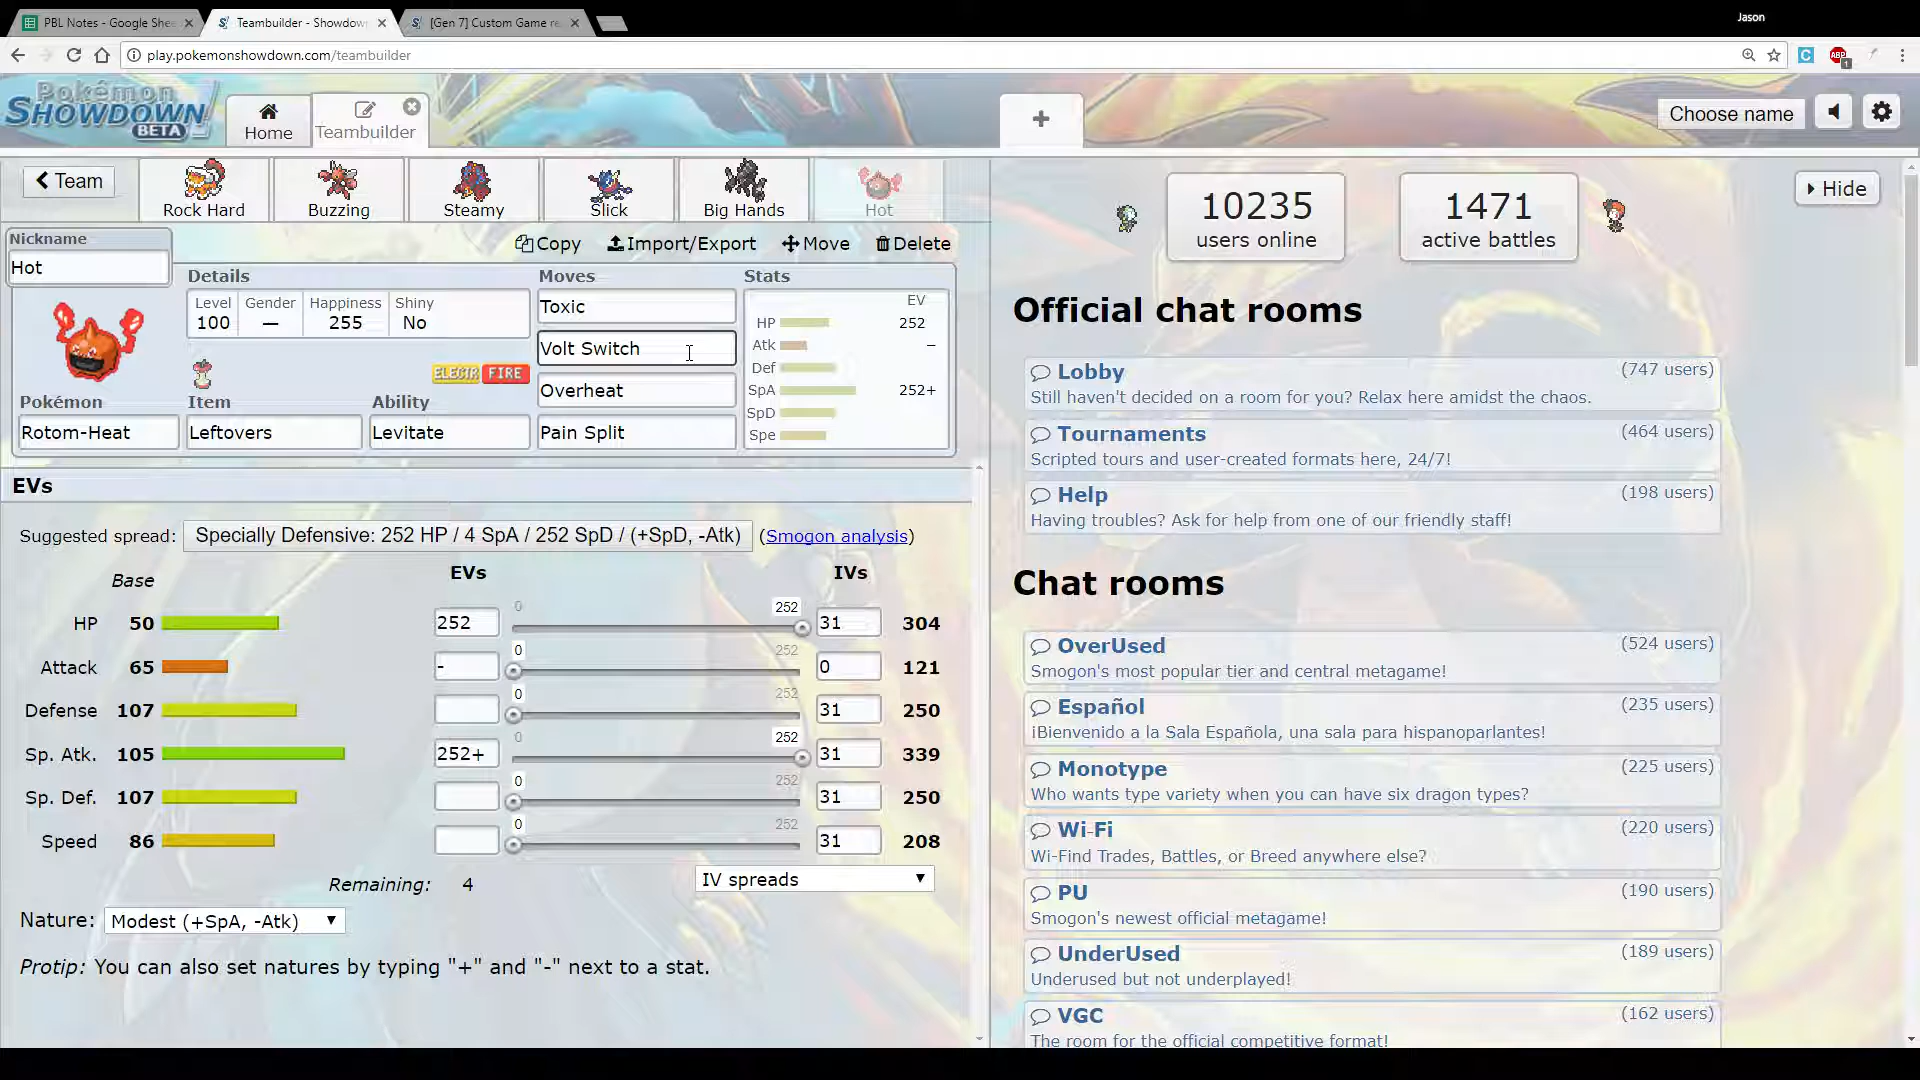 PBL Notes - Google Shee
Teambuilder - Showdow
[Gen 7] Custom Game re
Jason
play.pokemonshowdown.com/teambuilder
Pokémon
SHOWDOWN
BETA
Home
Teambuilder
Choose name
Team
Rock Hard
Buzzing
Steamy
Slick
Big Hands
Hot
Nickname
Hot
Copy
Import/Export
Move
Delete
Details
Moves
Stats
Level
Gender
Happiness
Shiny
100
—
255
No
ELECTR
FIRE
Pokémon
Item
Ability
Rotom-Heat
Leftovers
Levitate
Toxic
Volt Switch
Overheat
Pain Split
EV
HP 252
Atk –
Def
SpA 252+
SpD
Spe
EVs
Suggested spread: Specially Defensive: 252 HP / 4 SpA / 252 SpD / (+SpD, -Atk) (Smogon analysis)
Base EVs IVs
HP 50 252 0 252 31 304
Attack 65 - 0 252 0 121
Defense 107 0 252 31 250
Sp. Atk. 105 252+ 0 252 31 339
Sp. Def. 107 0 252 31 250
Speed 86 0 252 31 208
Remaining: 4
IV spreads
Nature: Modest (+SpA, -Atk)
Protip: You can also set natures by typing "+" and "-" next to a stat.
10235
users online
1471
active battles
Hide
Official chat rooms
Lobby (747 users)
Still haven't decided on a room for you? Relax here amidst the chaos.
Tournaments (464 users)
Scripted tours and user-created formats here, 24/7!
Help (198 users)
Having troubles? Ask for help from one of our friendly staff!
Chat rooms
OverUsed (524 users)
Smogon's most popular tier and central metagame!
Español (235 users)
¡Bienvenido a la Sala Española, una sala para hispanoparlantes!
Monotype (225 users)
Who wants type variety when you can have six dragon types?
Wi-Fi (220 users)
Wi-Find Trades, Battles, or Breed anywhere else?
PU (190 users)
Smogon's newest official metagame!
UnderUsed (189 users)
Underused but not underplayed!
VGC (162 users)
The room for the official competitive format!